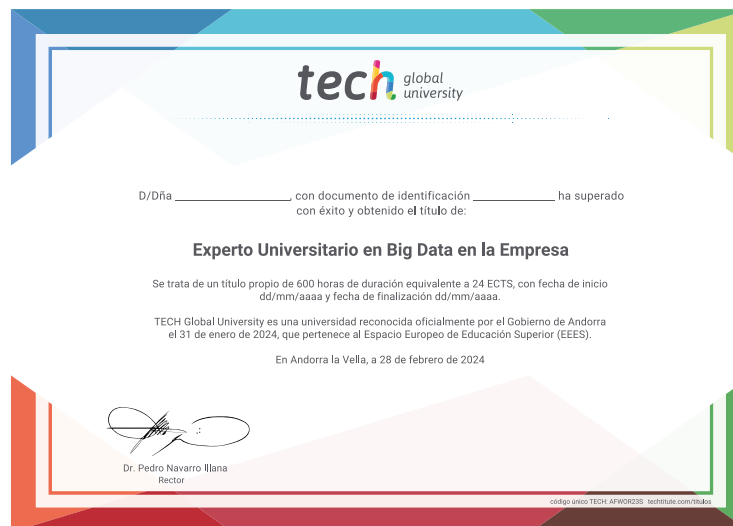 tech global university
D/Dña ______________, con documento de identificación __________ ha superado
con éxito y obtenido el título de:
Experto Universitario en Big Data en la Empresa
Se trata de un título propio de 600 horas de duración equivalente a 24 ECTS, con fecha de inicio
dd/mm/aaaa y fecha de finalización dd/mm/aaaa.
TECH Global University es una universidad reconocida oficialmente por el Gobierno de Andorra
el 31 de enero de 2024, que pertenece al Espacio Europeo de Educación Superior (EEES).
En Andorra la Vella, a 28 de febrero de 2024
Dr. Pedro Navarro Illana
Rector
código único TECH: AFWOR23S techtitute.com/titulos